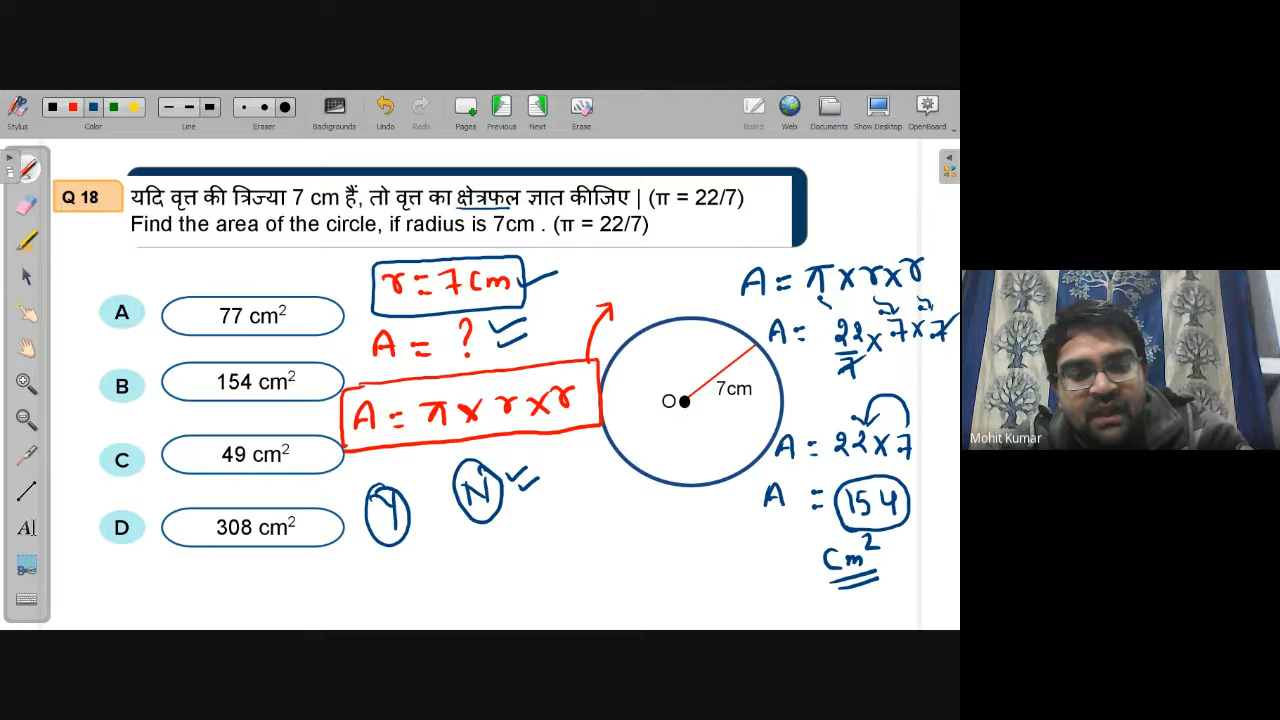 Stylus
Color
Line
Eraser
Backgrounds
Undo
Redo
Pages
Previous
Next
Erase
Board
Web
Documents
Show Desktop
OpenBoard
Q 18
यदि वृत्त की त्रिज्या 7 cm हैं, तो वृत्त का क्षेत्रफल ज्ञात कीजिए | (π = 22/7)
Find the area of the circle, if radius is 7cm . (π = 22/7)
A
77 cm²
B
154 cm²
C
49 cm²
D
308 cm²
r = 7 Cm
A = ?
A = π × r × r
Y
N
O
7cm
A = π × r × r
A = 22/7 × 7 × 7
A = 22 × 7
A = 154
Cm²
Mohit Kumar